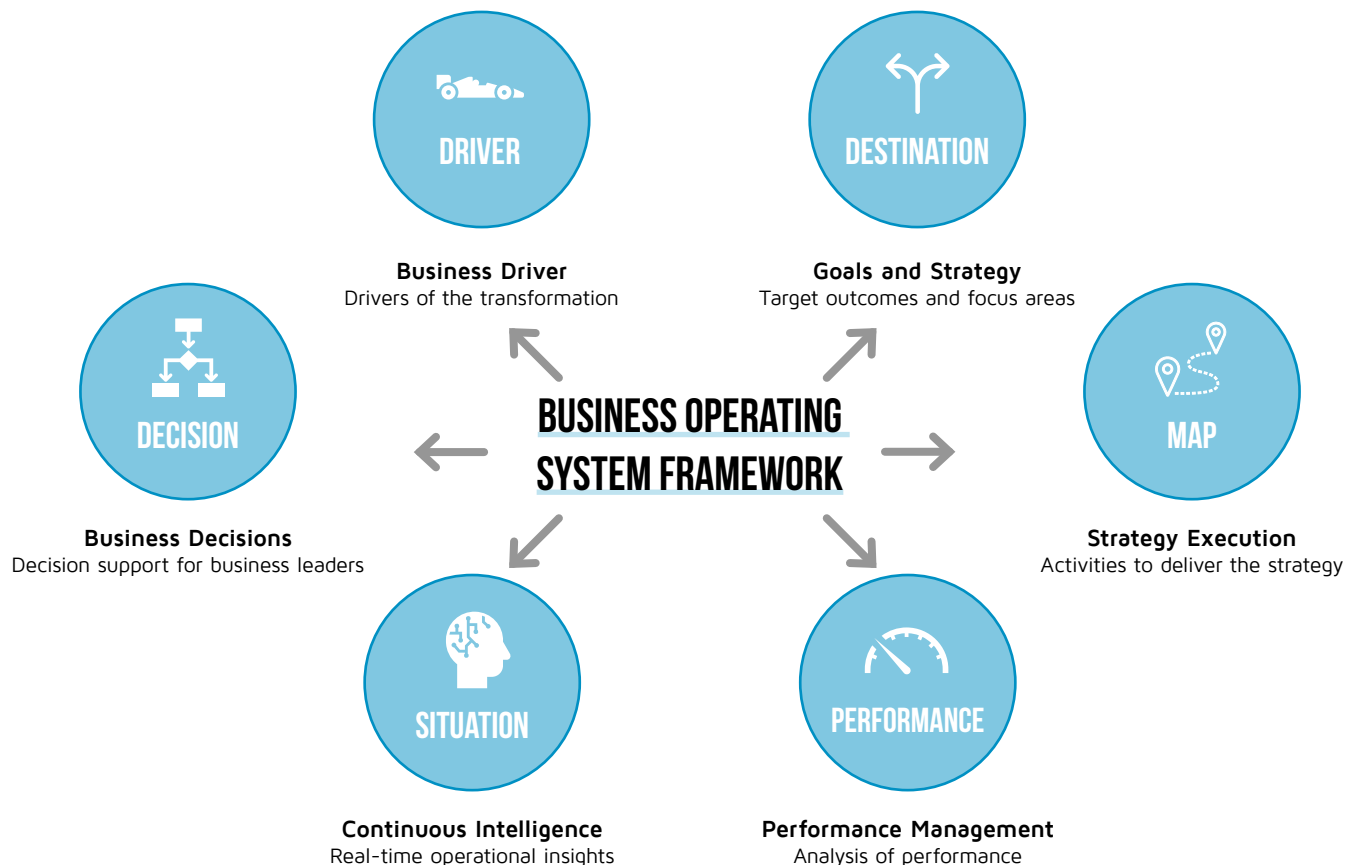 DRIVER
Business Driver
Drivers of the transformation
DESTINATION
Goals and Strategy
Target outcomes and focus areas
DECISION
Business Decisions
Decision support for business leaders
BUSINESS OPERATING
SYSTEM FRAMEWORK
MAP
Strategy Execution
Activities to deliver the strategy
SITUATION
Continuous Intelligence
Real-time operational insights
PERFORMANCE
Performance Management
Analysis of performance